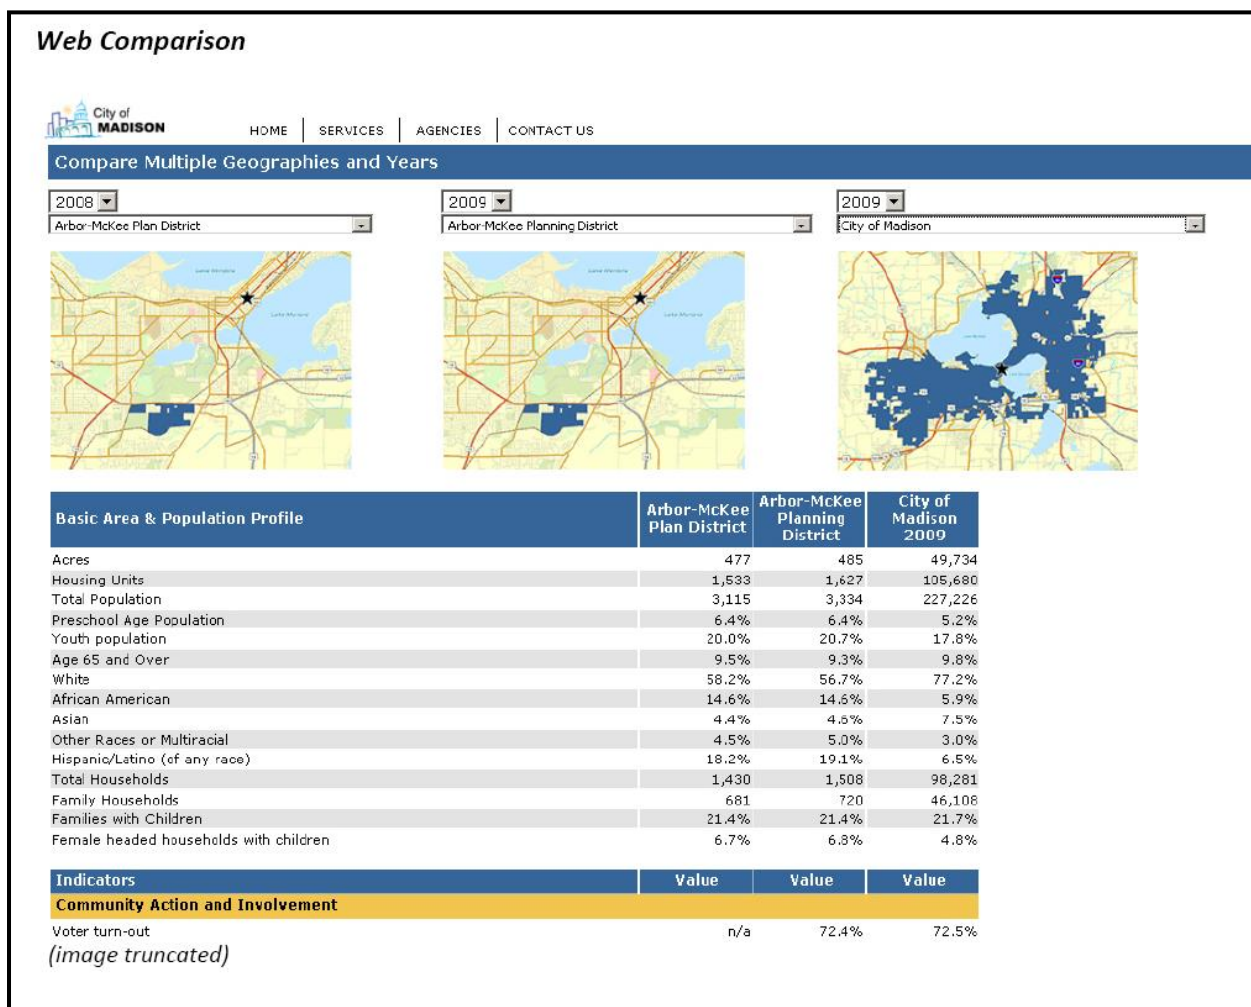 Web Comparison
City of
MADISON
HOME SERVICES AGENCIES CONTACT US
Compare Multiple Geographies and Years
2008 2009 2009
Arbor-McKee Plan District Arbor-McKee Planning District City of Madison
Basic Area & Population Profile Arbor-McKee Plan District Arbor-McKee Planning District City of Madison 2009
Acres 477 485 49,734
Housing Units 1,533 1,627 105,680
Total Population 3,115 3,334 227,226
Preschool Age Population 6.4% 6.4% 5.2%
Youth population 20.0% 20.7% 17.8%
Age 65 and Over 9.5% 9.3% 9.8%
White 58.2% 56.7% 77.2%
African American 14.6% 14.6% 5.9%
Asian 4.4% 4.6% 7.5%
Other Races or Multiracial 4.5% 5.0% 3.0%
Hispanic/Latino (of any race) 18.2% 19.1% 6.5%
Total Households 1,430 1,508 98,281
Family Households 681 720 46,108
Families with Children 21.4% 21.4% 21.7%
Female headed households with children 6.7% 6.8% 4.8%
Indicators Value Value Value
Community Action and Involvement
Voter turn-out n/a 72.4% 72.5%
(image truncated)